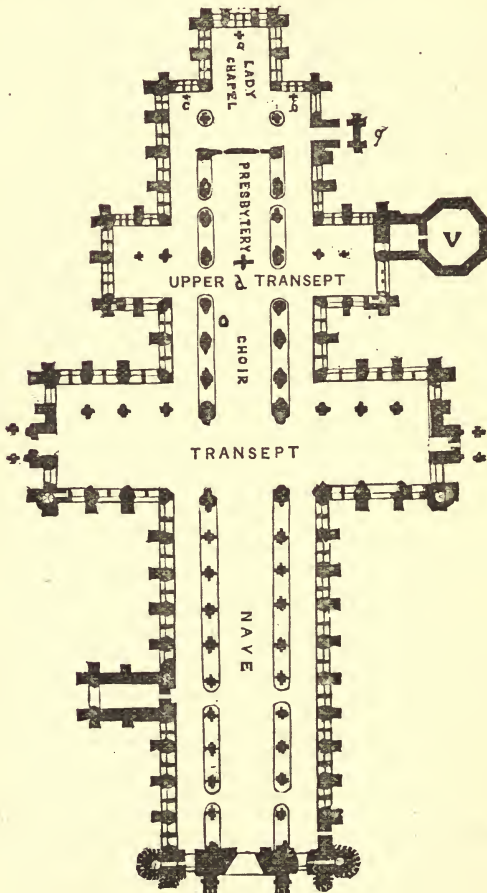 a
LADY
CHAPEL
c
b
g
PRESBYTERY
V
UPPER TRANSEPT
d
CHOIR
TRANSEPT
NAVE